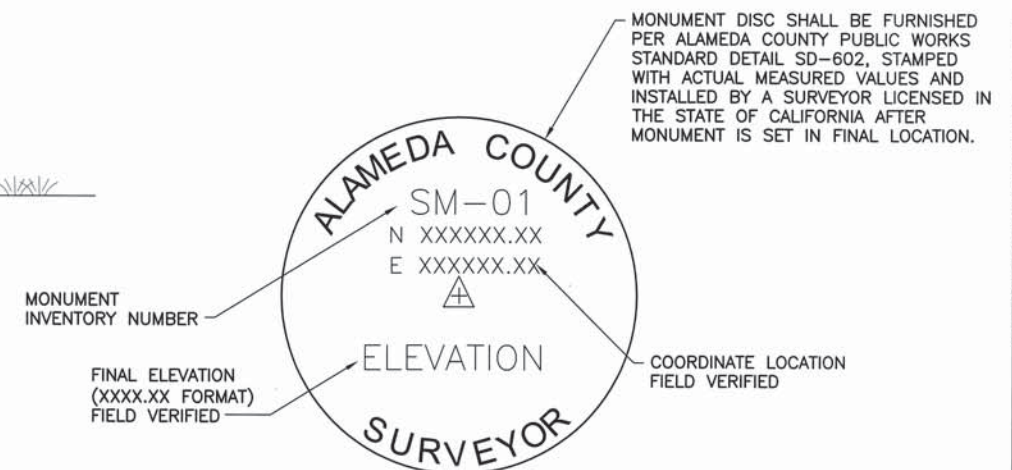 MONUMENT DISC SHALL BE FURNISHED
PER ALAMEDA COUNTY PUBLIC WORKS
STANDARD DETAIL SD-602, STAMPED
WITH ACTUAL MEASURED VALUES AND
INSTALLED BY A SURVEYOR LICENSED IN
THE STATE OF CALIFORNIA AFTER
MONUMENT IS SET IN FINAL LOCATION.
ALAMEDA COUNTY
SM-01
N XXXXXX.XX
E XXXXXX.XX
MONUMENT
INVENTORY NUMBER
ELEVATION
FINAL ELEVATION
(XXXX.XX FORMAT)
FIELD VERIFIED
COORDINATE LOCATION
FIELD VERIFIED
SURVEYOR